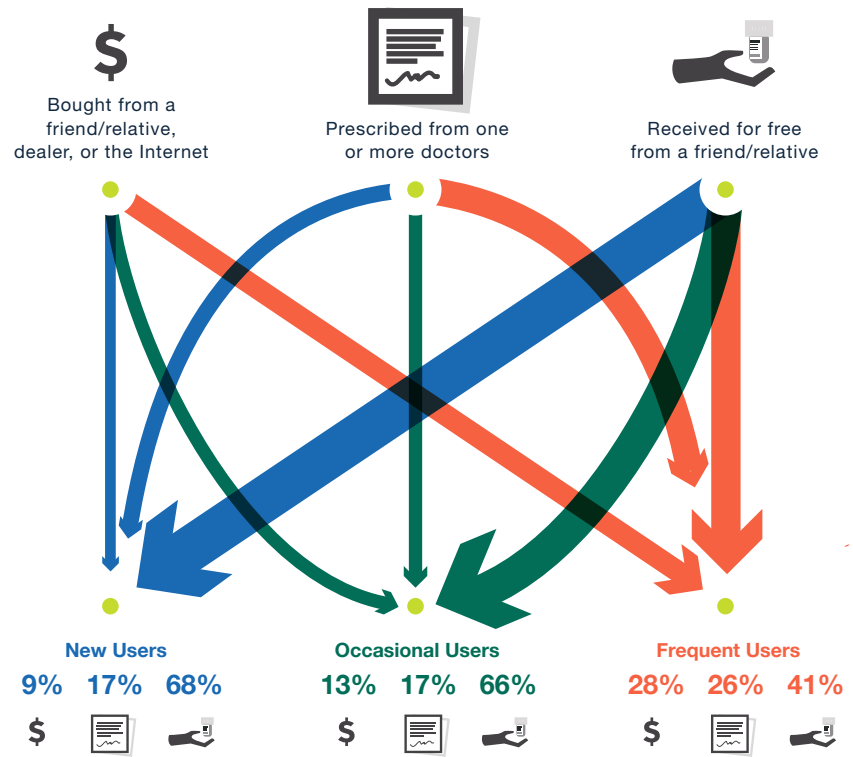 $
Bought from a
friend/relative,
dealer, or the Internet
Prescribed from one
or more doctors
Received for free
from a friend/relative
New Users
9% 17% 68%
$
Occasional Users
13% 17% 66%
$
Frequent Users
28% 26% 41%
$